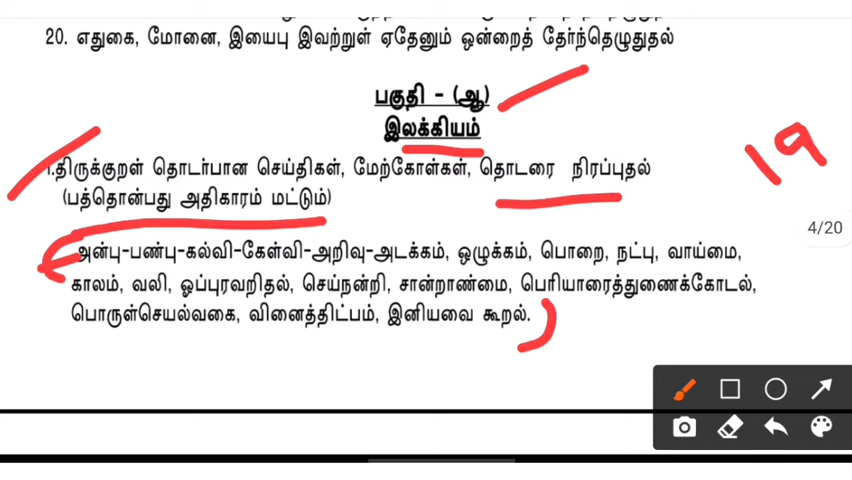 20. எதுகை, மோனை, இயைபு இவற்றுள் ஏதேனும் ஒன்றைத் தேர்ந்தெழுதுதல்
பகுதி - (ஆ)
இலக்கியம்
19
1.திருக்குறள் தொடர்பான செய்திகள், மேற்கோள்கள், தொடரை நிரப்புதல்
(பத்தொன்பது அதிகாரம் மட்டும்)
4/20
அன்பு-பண்பு-கல்வி-கேள்வி-அறிவு-அடக்கம், ஒழுக்கம், பொறை, நட்பு, வாய்மை,
காலம், வலி, ஒப்புரவறிதல், செய்நன்றி, சான்றாண்மை, பெரியாரைத்துணைக்கோடல்,
பொருள்செயல்வகை, வினைத்திட்பம், இனியவை கூறல்.